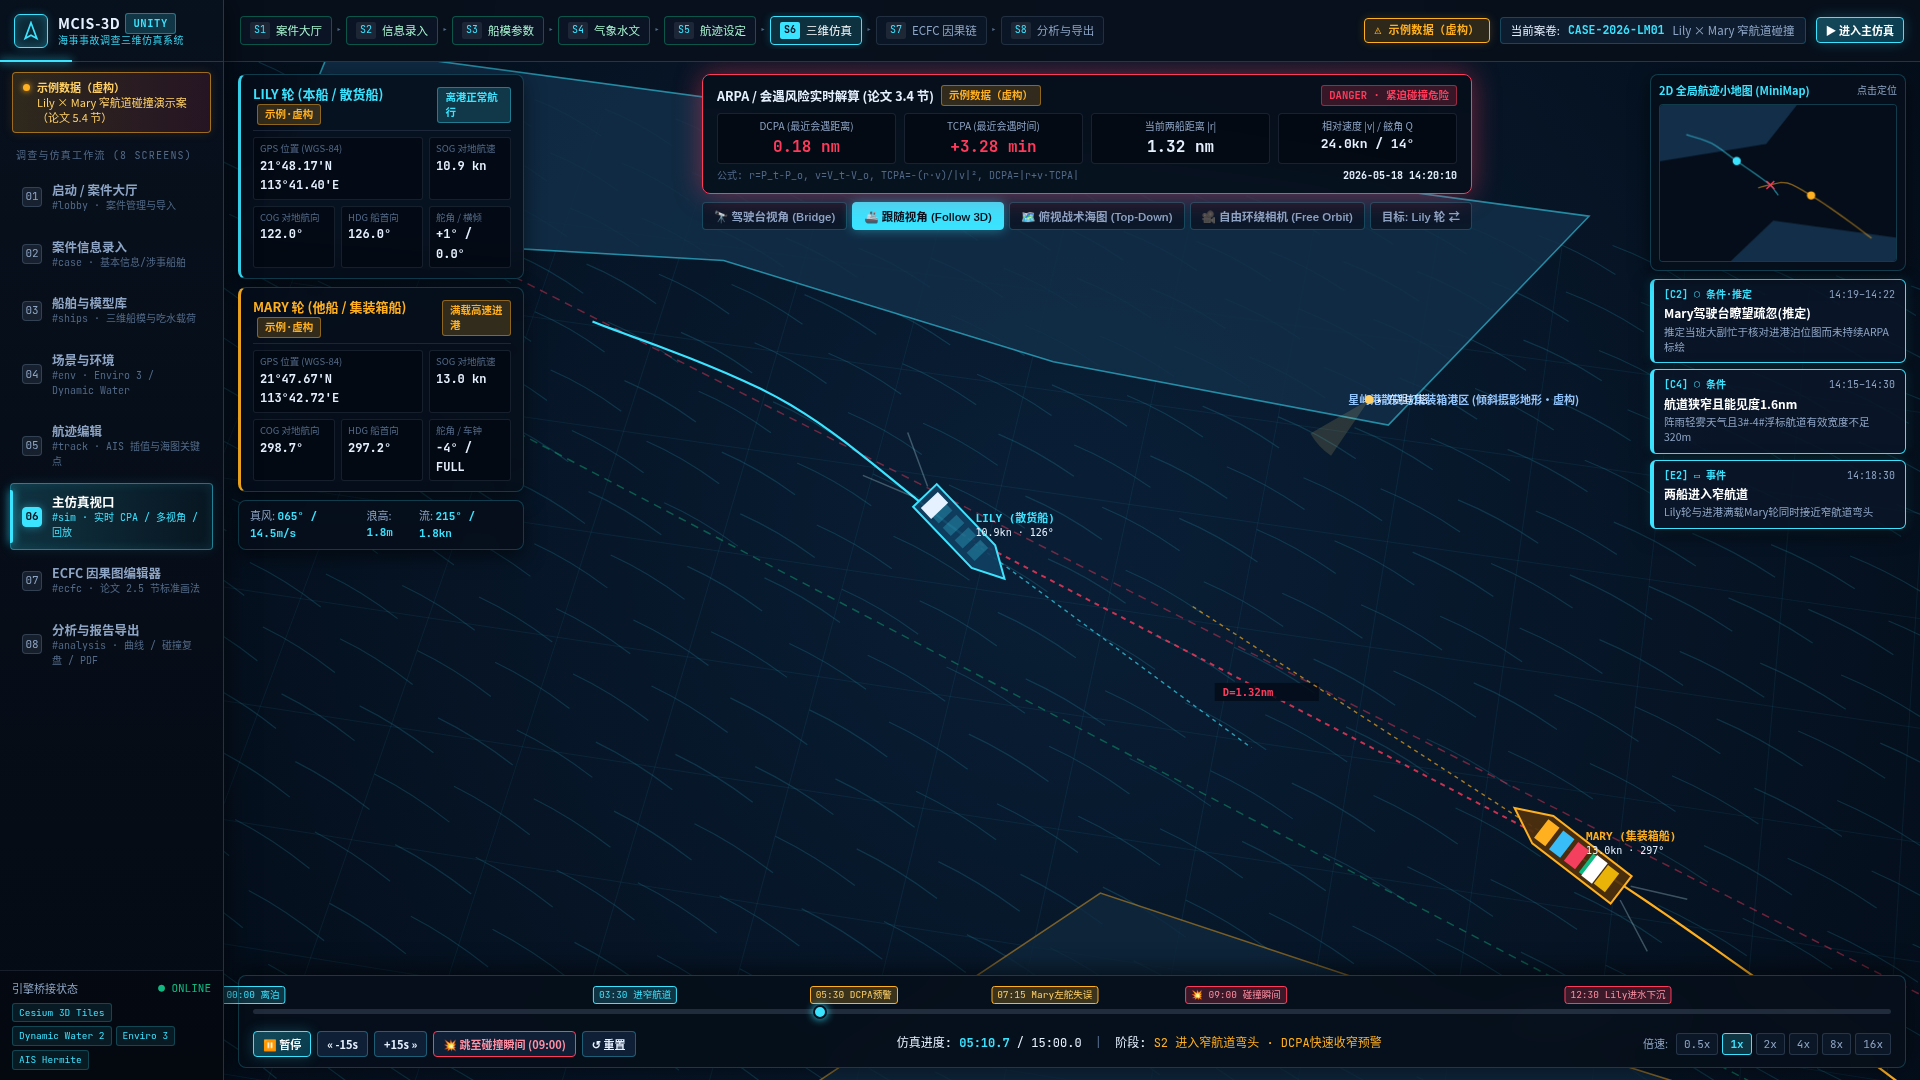 MCIS-3D UNITY
海事事故调查三维仿真系统
S1 案件大厅
S2 信息录入
S3 船模参数
S4 气象水文
S5 航迹设定
S6 三维仿真
S7 ECFC 因果链
S8 分析与导出
⚠ 示例数据（虚构）
当前案卷: CASE-2026-LM01 Lily × Mary 窄航道碰撞
▶ 进入主仿真
示例数据（虚构）
Lily × Mary 窄航道碰撞演示案
（论文 5.4 节）
调查与仿真工作流 (8 SCREENS)
01 启动 / 案件大厅
#lobby · 案件管理与导入
02 案件信息录入
#case · 基本信息/涉事船舶
03 船舶与模型库
#ships · 三维船模与吃水载荷
04 场景与环境
#env · Enviro 3 /
Dynamic Water
05 航迹编辑
#track · AIS 插值与海图关键
点
06 主仿真视口
#sim · 实时 CPA / 多视角 /
回放
07 ECFC 因果图编辑器
#ecfc · 论文 2.5 节标准画法
08 分析与报告导出
#analysis · 曲线 / 碰撞复
盘 / PDF
引擎桥接状态 ● ONLINE
Cesium 3D Tiles
Dynamic Water 2
Enviro 3
AIS Hermite
LILY 轮 (本船 / 散货船)
示例·虚构
离港正常航
行
GPS 位置 (WGS-84)
21°48.17'N
113°41.40'E
SOG 对地航速
10.9 kn
COG 对地航向
122.0°
HDG 船首向
126.0°
舵角 / 横倾
+1° /
0.0°
MARY 轮 (他船 / 集装箱船)
示例·虚构
满载高速进
港
GPS 位置 (WGS-84)
21°47.67'N
113°42.72'E
SOG 对地航速
13.0 kn
COG 对地航向
298.7°
HDG 船首向
297.2°
舵角 / 车钟
-4° /
FULL
真风: 065° /
14.5m/s
浪高:
1.8m
流: 215° /
1.8kn
ARPA / 会遇风险实时解算 (论文 3.4 节)
示例数据（虚构）
DANGER · 紧迫碰撞危险
DCPA (最近会遇距离)
0.18 nm
TCPA (最近会遇时间)
+3.28 min
当前两船距离 |r|
1.32 nm
相对速度 |v| / 舷角 Q
24.0kn / 14°
公式: r=P_t-P_o, v=V_t-V_o, TCPA=-(r·v)/|v|², DCPA=|r+v·TCPA|
2026-05-18 14:20:10
🔭 驾驶台视角 (Bridge)
🚢 跟随视角 (Follow 3D)
🗺️ 俯视战术海图 (Top-Down)
🎥 自由环绕相机 (Free Orbit)
目标: Lily 轮 ⇄
集装箱港区 (倾斜摄影地形·虚构)
LILY (散货船)
10.9kn · 126°
D=1.32nm
MARY (集装箱船)
13.0kn · 297°
2D 全局航迹小地图 (MiniMap) 点击定位
[C2] ○ 条件·推定 14:19-14:22
Mary驾驶台瞭望疏忽(推定)
推定当班大副忙于核对进港泊位图而未持续ARPA
标绘
[C4] ○ 条件 14:15-14:30
航道狭窄且能见度1.6nm
阵雨轻雾天气且3#-4#浮标航道有效宽度不足
320m
[E2] ▭ 事件 14:18:30
两船进入窄航道
Lily轮与进港满载Mary轮同时接近窄航道弯头
00:00 离泊
03:30 进窄航道
05:30 DCPA预警
07:15 Mary左舵失误
💥 09:00 碰撞瞬间
12:30 Lily进水下沉
⏸ 暂停
« -15s
+15s »
💥 跳至碰撞瞬间 (09:00)
↺ 重置
仿真进度: 05:10.7 / 15:00.0 | 阶段: S2 进入窄航道弯头 · DCPA快速收窄预警
倍速: 0.5x 1x 2x 4x 8x 16x